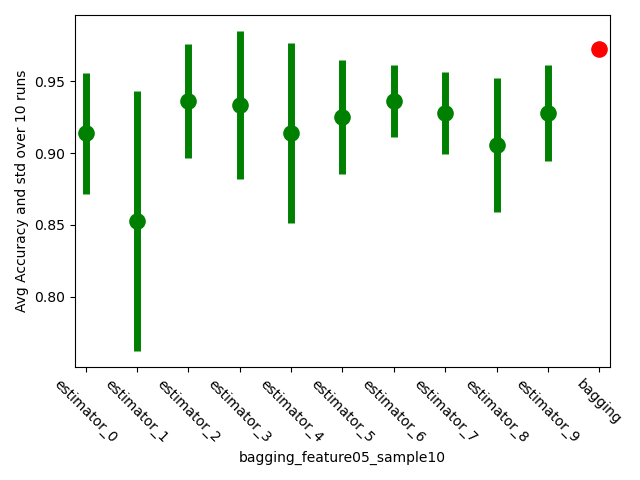 Avg Accuracy and std over 10 runs
0.95
0.90
0.85
0.80
estimator_0
estimator_1
estimator_2
estimator_3
estimator_4
estimator_5
estimator_6
estimator_7
estimator_8
estimator_9
bagging
bagging_feature05_sample10